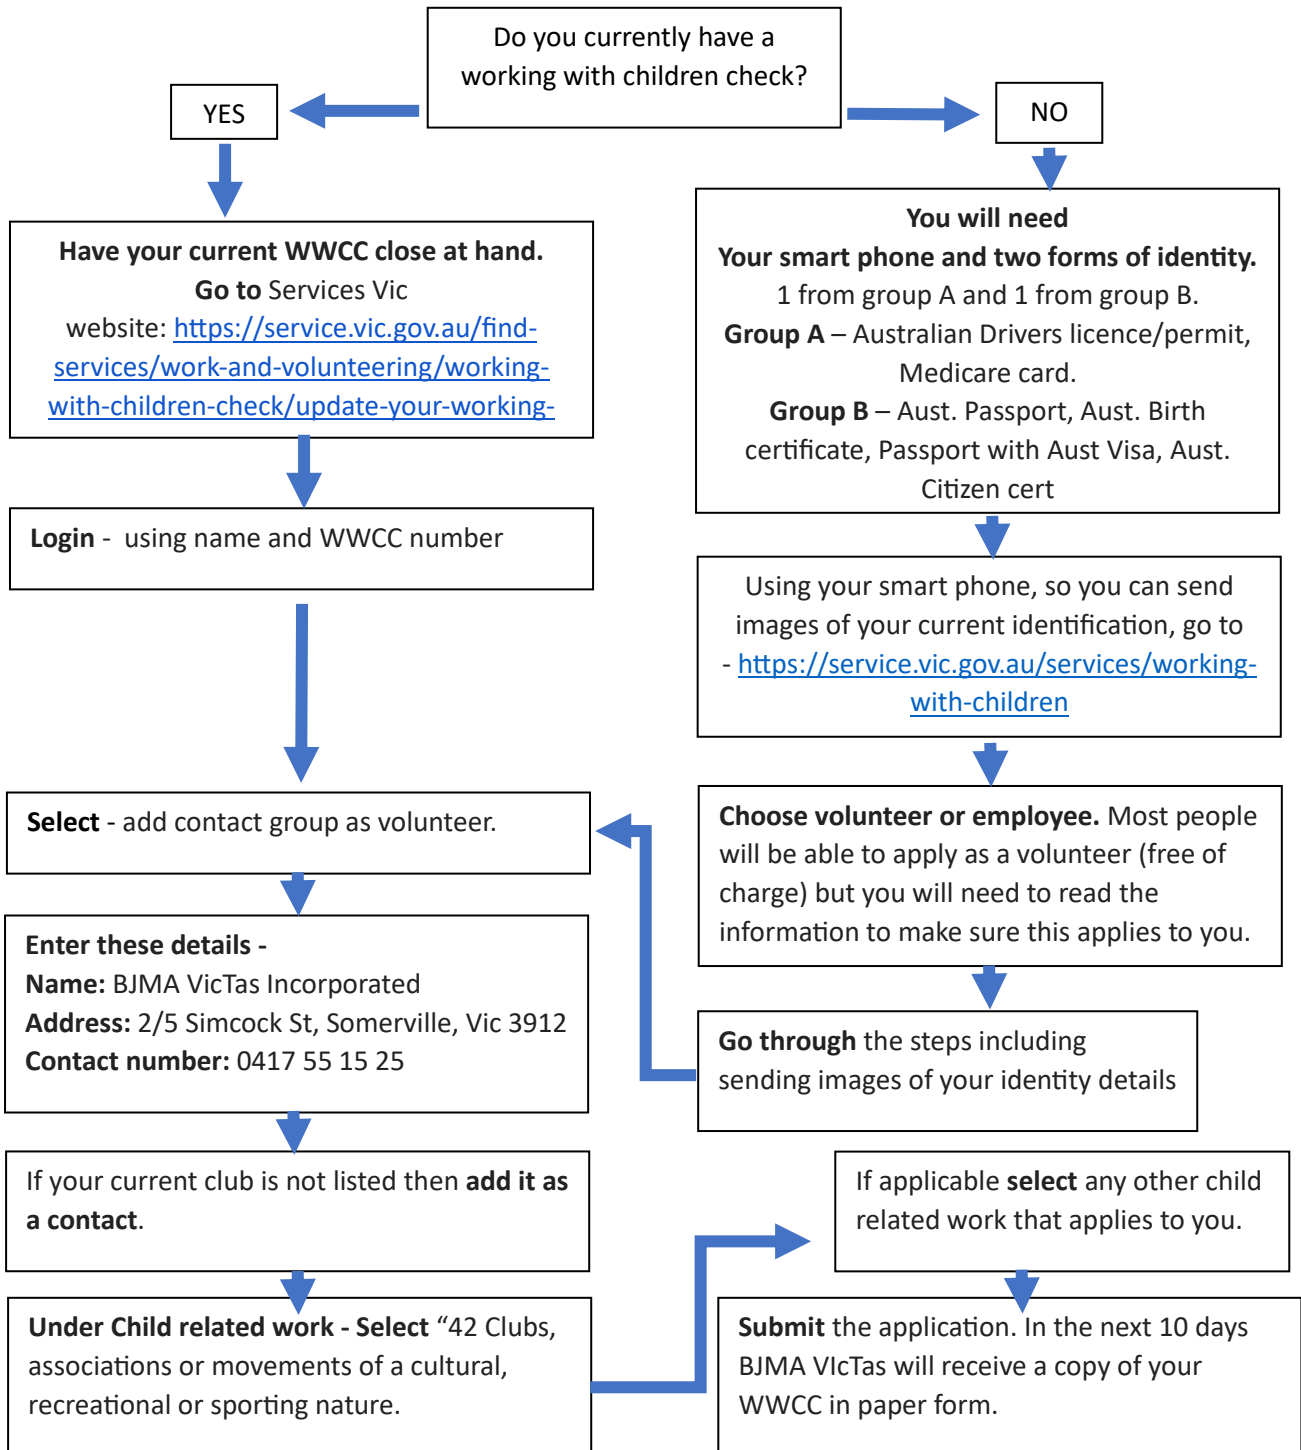 Do you currently have a
working with children check?
YES
NO
Have your current WWCC close at hand.
Go to Services Vic
website: https://service.vic.gov.au/find-
services/work-and-volunteering/working-
with-children-check/update-your-working-
Login - using name and WWCC number
Select - add contact group as volunteer.
Enter these details -
Name: BJMA VicTas Incorporated
Address: 2/5 Simcock St, Somerville, Vic 3912
Contact number: 0417 55 15 25
If your current club is not listed then add it as
a contact.
Under Child related work - Select “42 Clubs,
associations or movements of a cultural,
recreational or sporting nature.
You will need
Your smart phone and two forms of identity.
1 from group A and 1 from group B.
Group A – Australian Drivers licence/permit,
Medicare card.
Group B – Aust. Passport, Aust. Birth
certificate, Passport with Aust Visa, Aust.
Citizen cert
Using your smart phone, so you can send
images of your current identification, go to
- https://service.vic.gov.au/services/working-
with-children
Choose volunteer or employee. Most people
will be able to apply as a volunteer (free of
charge) but you will need to read the
information to make sure this applies to you.
Go through the steps including
sending images of your identity details
If applicable select any other child
related work that applies to you.
Submit the application. In the next 10 days
BJMA VIcTas will receive a copy of your
WWCC in paper form.